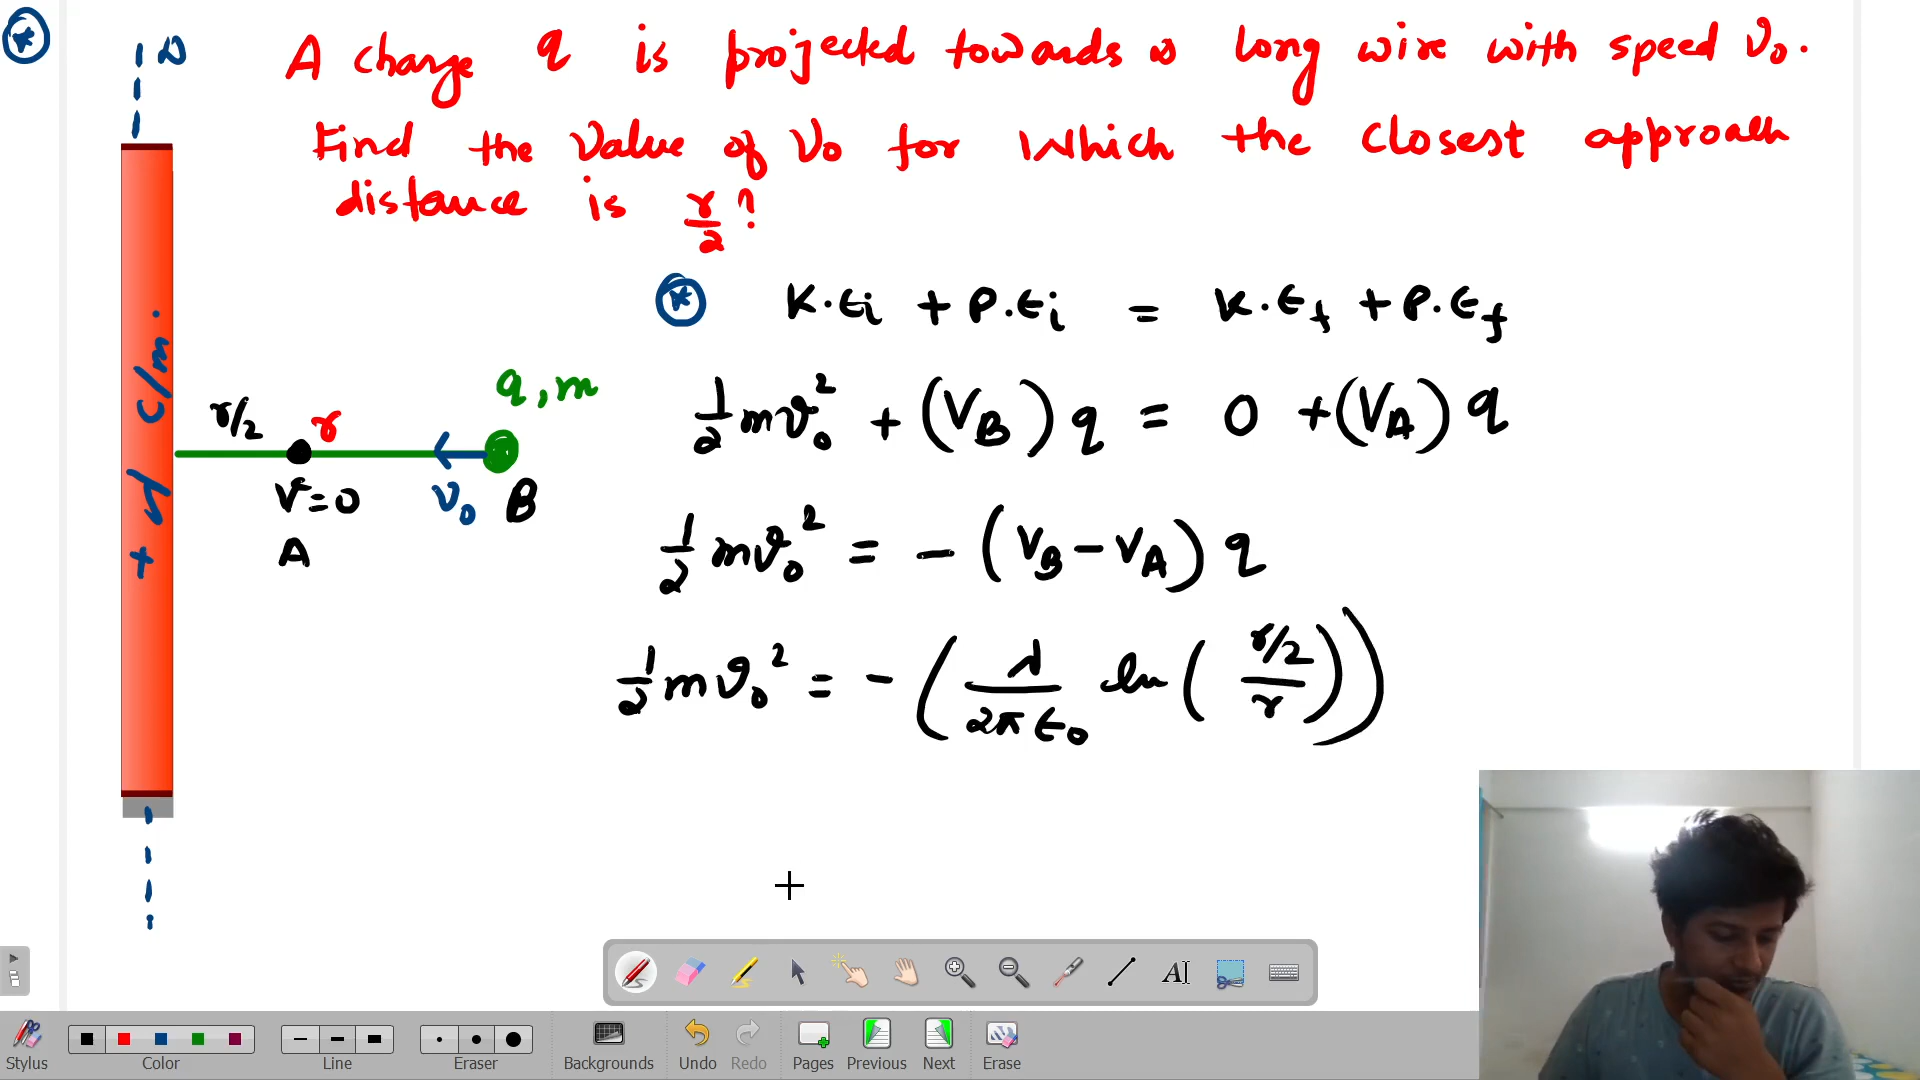 A charge q is projected towards a long wire with speed v₀.
Find the value of v₀ for which the closest approach
distance is r/2?
∞
+ λ C/m.
r/2
r
q, m
v=0
v₀
B
A
K.Ei + P.Ei = K.Ef + P.Ef
1/2 mv₀² + (V_B) q = 0 + (V_A) q
1/2 mv₀² = - (V_B - V_A) q
1/2 mv₀² = - (λ/2πε₀ ln ( r/2 / r ))
Stylus
Color
Line
Eraser
Backgrounds
Undo
Redo
Pages
Previous
Next
Erase